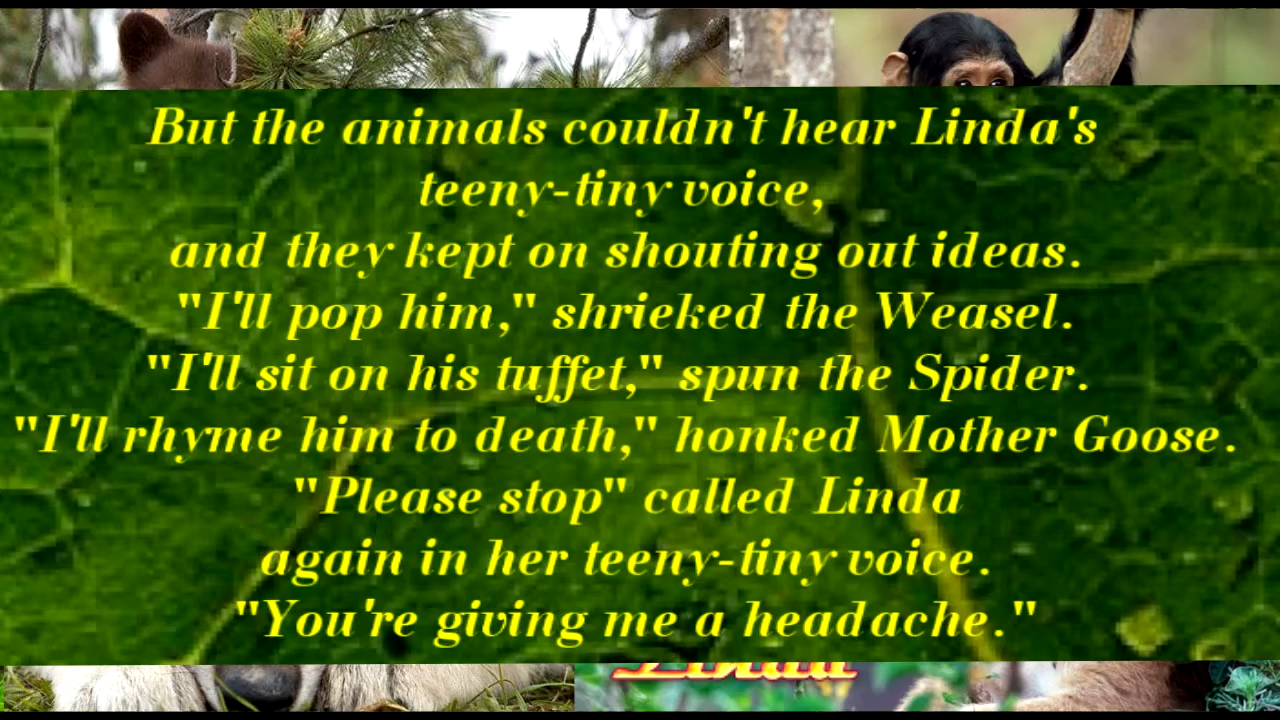 But the animals couldn't hear Linda's
teeny-tiny voice,
and they kept on shouting out ideas.
"I'll pop him," shrieked the Weasel.
"I'll sit on his tuffet," spun the Spider.
"I'll rhyme him to death," honked Mother Goose.
"Please stop" called Linda
again in her teeny-tiny voice.
"You're giving me a headache."
Linda